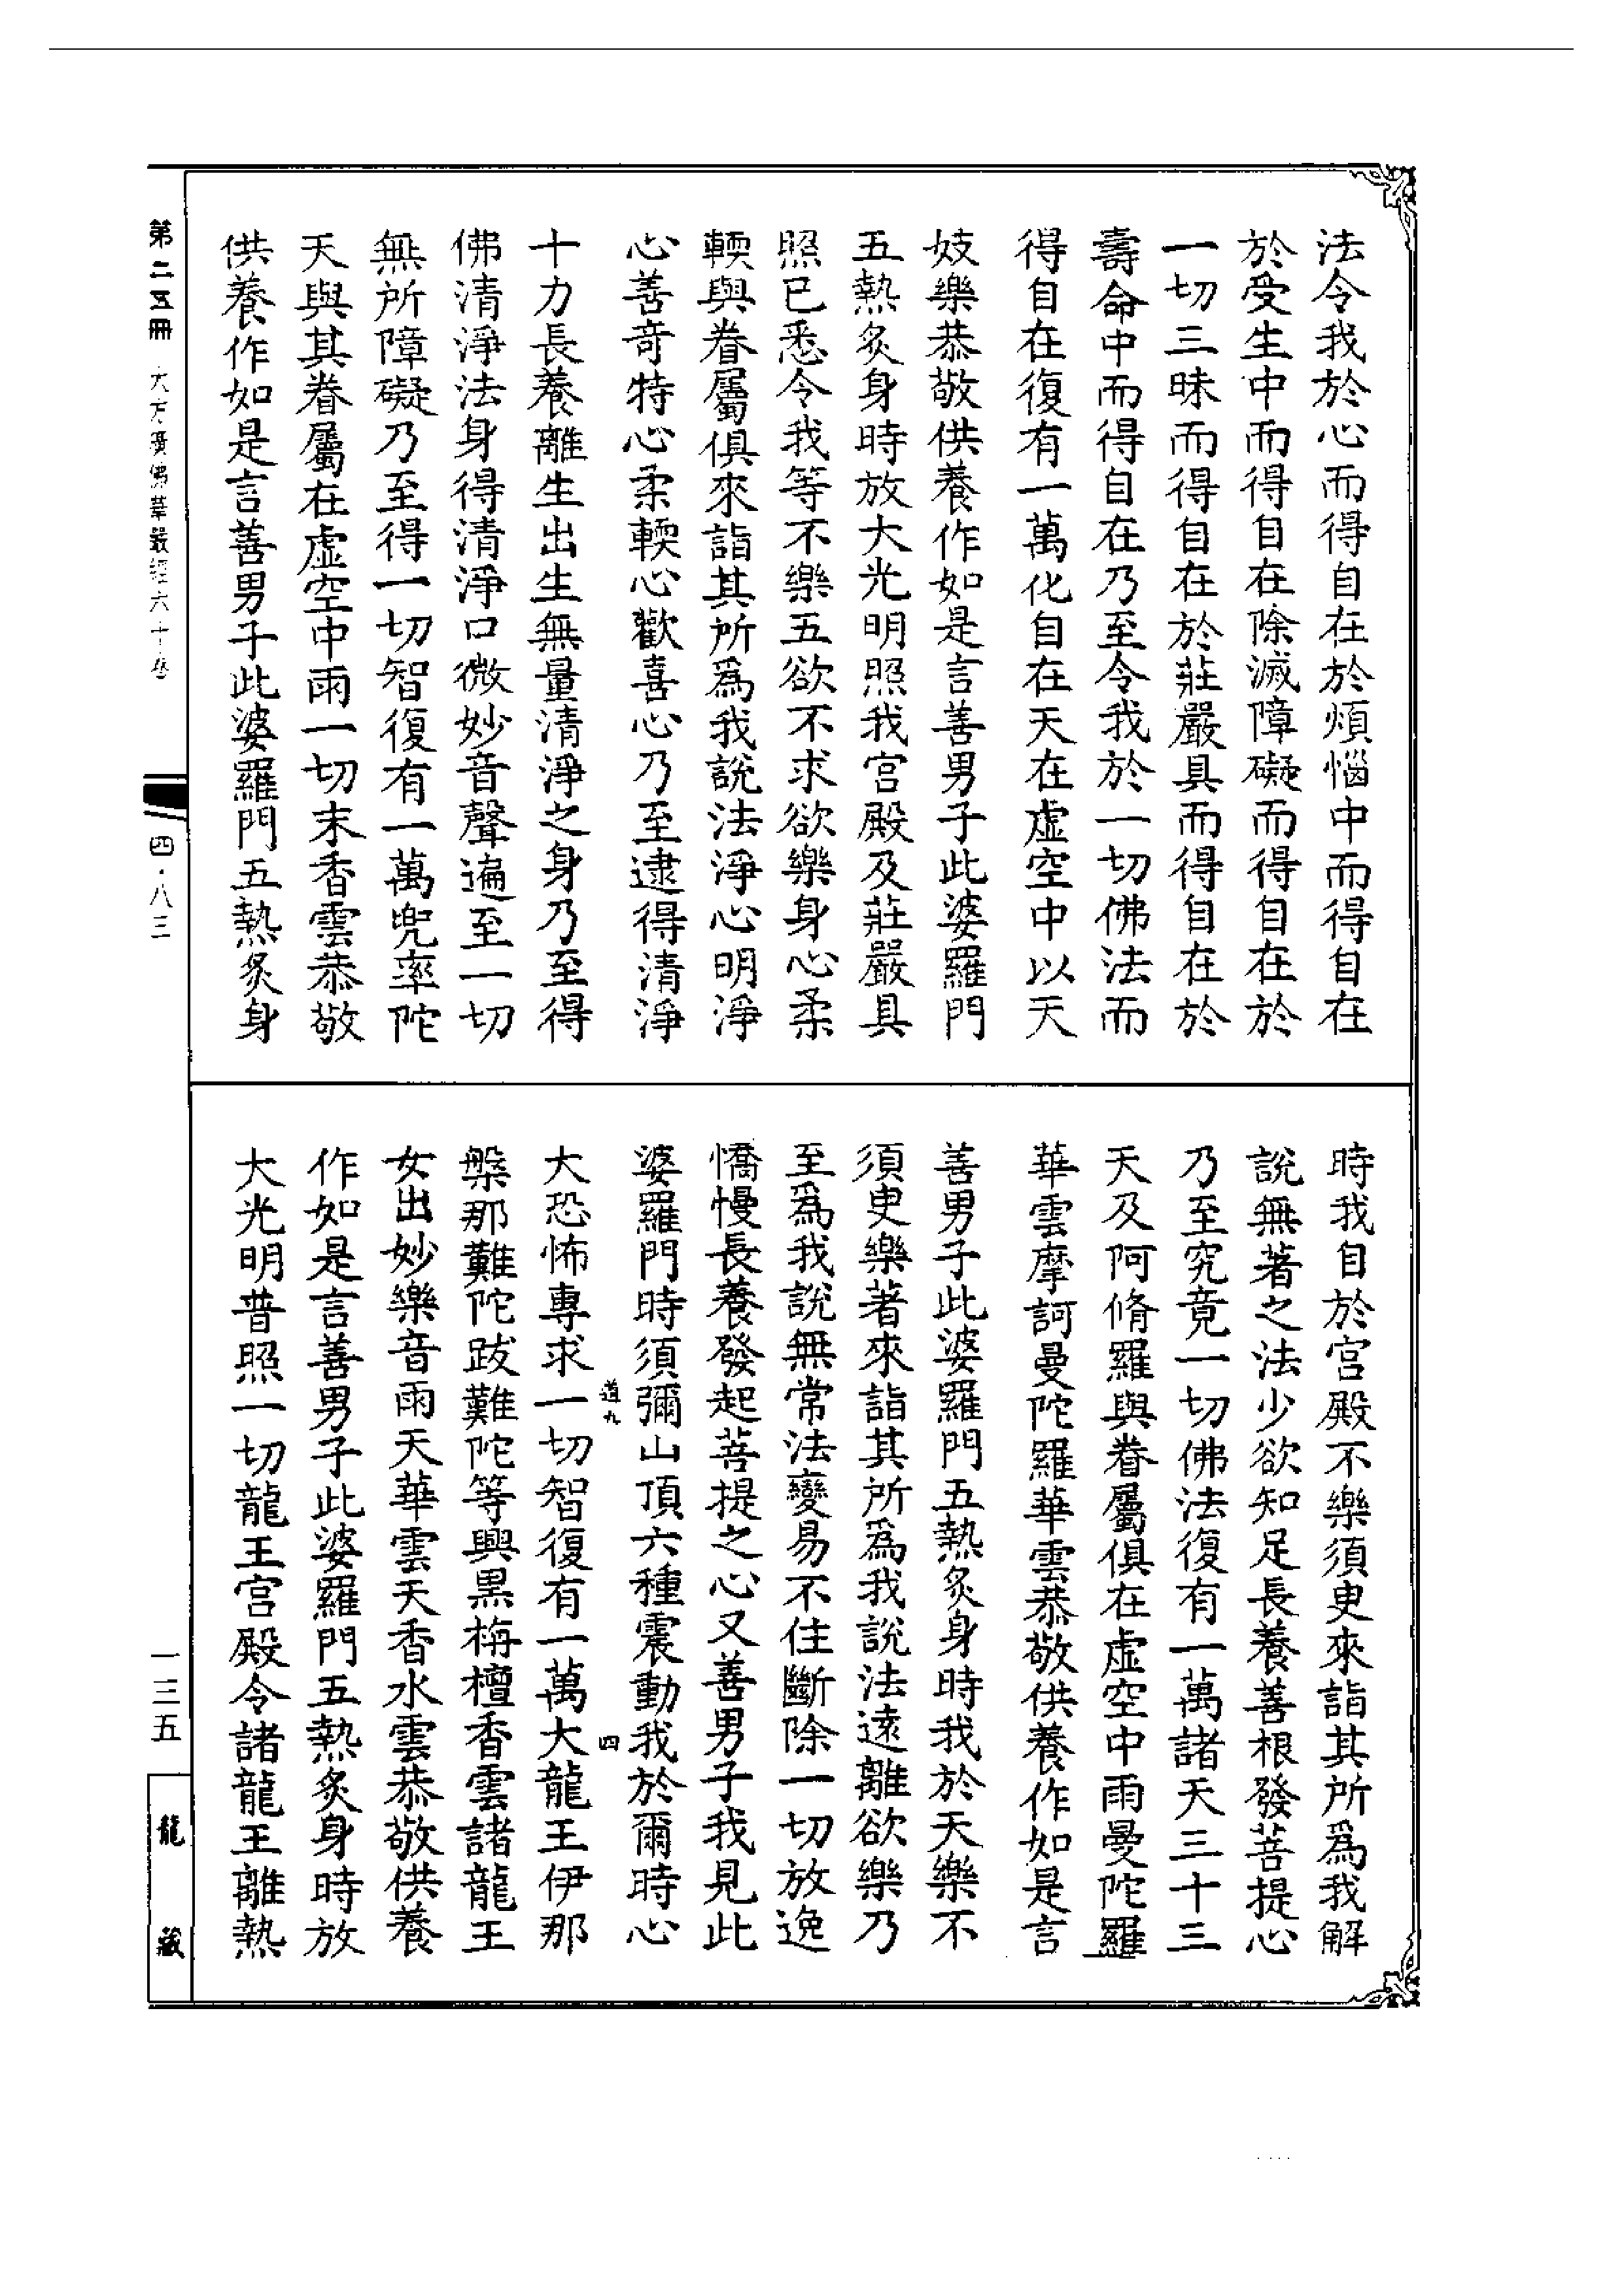 法令我於心而得自在於煩惱中而得自在
於受生中而得自在除滅障礙而得自在於
一切三昧而得自在於莊嚴具而得自在於
壽命中而得自在乃至令我於一切佛法而
得自在復有一萬化自在天在虛空中以天
妓樂恭敬供養作如是言善男子此婆羅門
五熱炙身時放大光明照我宮殿及莊嚴具
照已悉令我等不樂五欲不求欲樂身心柔
輭與眷屬俱來詣其所爲我說法淨心明淨
心善奇特心柔輭心歡喜心乃至逮得清淨
十力長養離生出生無量清淨之身乃至得
佛清淨法身得清淨口微妙音聲遍至一切
無所障礙乃至得一切智復有一萬兜率陀
天與其眷屬在虛空中雨一切末香雲恭敬
供養作如是言善男子此婆羅門五熱炙身
時我自於宮殿不樂須臾來詣其所爲我解
說無著之法少欲知足長養善根發菩提心
乃至究竟一切佛法復有一萬諸天三十三
天及阿脩羅與眷屬俱在虛空中雨曼陀羅
華雲摩訶曼陀羅華雲恭敬供養作如是言
善男子此婆羅門五熱炙身時我於天樂不
須臾樂著來詣其所爲我說法遠離欲樂乃
至爲我說無常法變易不住斷除一切放逸
憍慢長養發起菩提之心又善男子我見此
婆羅門時須彌山頂六種震動我於爾時心
道九 四
大恐怖專求一切智復有一萬大龍王伊那
槃那難陀跋難陀等興黑栴檀香雲諸龍王
女出妙樂音雨天華雲天香水雲恭敬供養
作如是言善男子此婆羅門五熱炙身時放
大光明普照一切龍王宮殿令諸龍王離熱
第二五冊 大方廣佛華嚴經六十卷
四·八三
一三五
龍藏